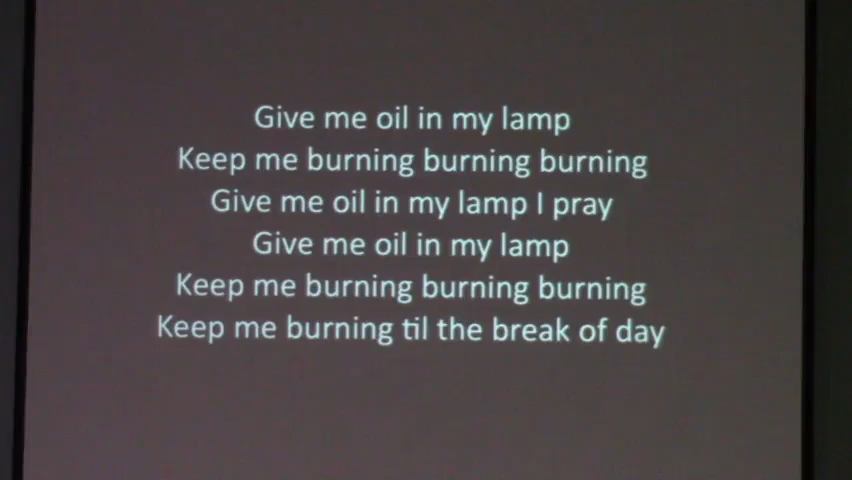 Give me oil in my lamp
Keep me burning burning burning
Give me oil in my lamp I pray
Give me oil in my lamp
Keep me burning burning burning
Keep me burning til the break of day